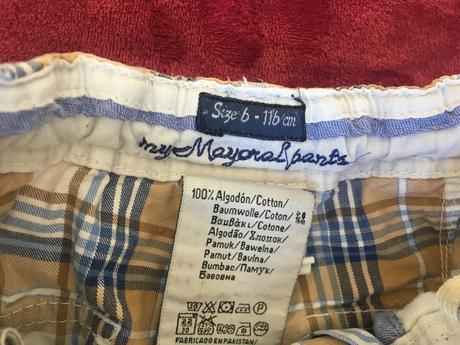 Size 6 - 116/cm
my Mayoral pants
100% Algodón/Cotton/
Baumwolle/Coton/
Βαμβάκι/Cotone/
Algodão/Хлопок/
Pamuk/Bawełna/
Pamut/Bavlna/
Bumbac/Памук/
Бавовна
FABRICADO EN PAKISTAN/